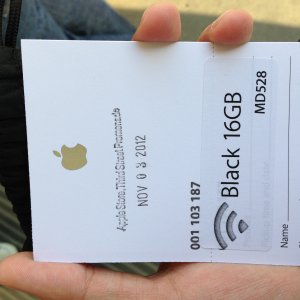 Apple Store, Third Street Promenade
NOV 0 3 2012
001 103 187
Black 16GB
MD528
Name